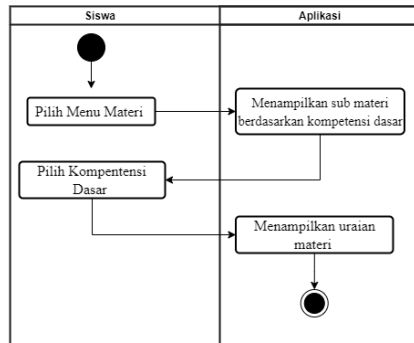 Siswa
Aplikasi
Pilih Menu Materi
Menampilkan sub materi
berdasarkan kompetensi dasar
Pilih Kompentensi
Dasar
Menampilkan uraian
materi